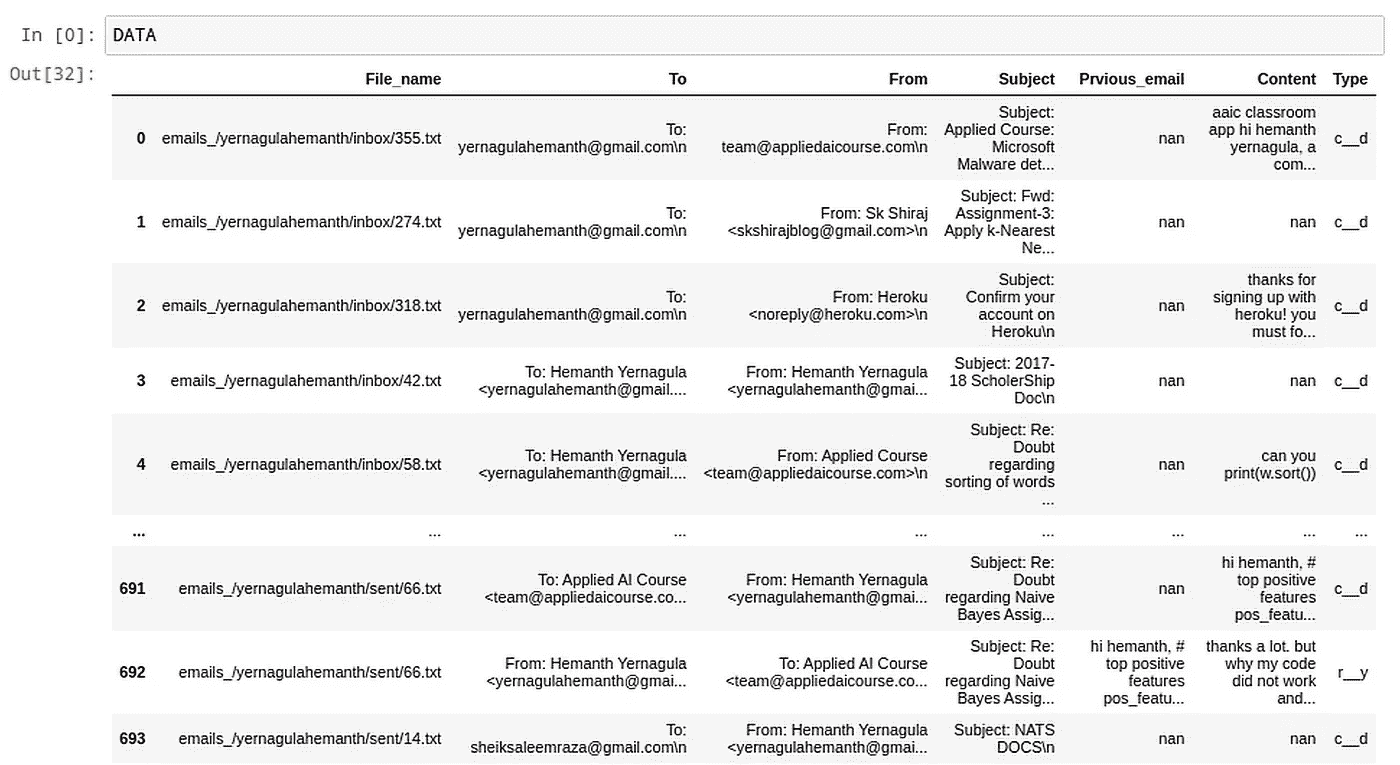 In [0]: DATA
Out[32]:
File_name To From Subject Prvious_email Content Type
0 emails_/yernagulahemanth/inbox/355.txt To: yernagulahemanth@gmail.com\n From: team@appliedaicourse.com\n Subject: Applied Course: Microsoft Malware det... nan aaic classroom app hi hemanth yernagula, a com... c__d
1 emails_/yernagulahemanth/inbox/274.txt To: yernagulahemanth@gmail.com\n From: Sk Shiraj <skshirajblog@gmail.com>\n Subject: Fwd: Assignment-3: Apply k-Nearest Ne... nan nan c__d
2 emails_/yernagulahemanth/inbox/318.txt To: yernagulahemanth@gmail.com\n From: Heroku <noreply@heroku.com>\n Subject: Confirm your account on Heroku\n nan thanks for signing up with heroku! you must fo... c__d
3 emails_/yernagulahemanth/inbox/42.txt To: Hemanth Yernagula <yernagulahemanth@gmail.... From: Hemanth Yernagula <yernagulahemanth@gmai... Subject: 2017-18 ScholerShip Doc\n nan nan c__d
4 emails_/yernagulahemanth/inbox/58.txt To: Hemanth Yernagula <yernagulahemanth@gmail.... From: Applied Course <team@appliedaicourse.com>\n Subject: Re: Doubt regarding sorting of words ... nan can you print(w.sort()) c__d
... ... ... ... ... ... ... ...
691 emails_/yernagulahemanth/sent/66.txt To: Applied AI Course <team@appliedaicourse.co... From: Hemanth Yernagula <yernagulahemanth@gmai... Subject: Re: Doubt regarding Naive Bayes Assig... nan hi hemanth, # top positive features pos_featu... c__d
692 emails_/yernagulahemanth/sent/66.txt From: Hemanth Yernagula <yernagulahemanth@gmai... To: Applied AI Course <team@appliedaicourse.co... Subject: Re: Doubt regarding Naive Bayes Assig... hi hemanth, # top positive features pos_featu... thanks a lot. but why my code did not work and... r__y
693 emails_/yernagulahemanth/sent/14.txt To: sheiksaleemraza@gmail.com\n From: Hemanth Yernagula <yernagulahemanth@gmai... Subject: NATS DOCS\n nan nan c__d